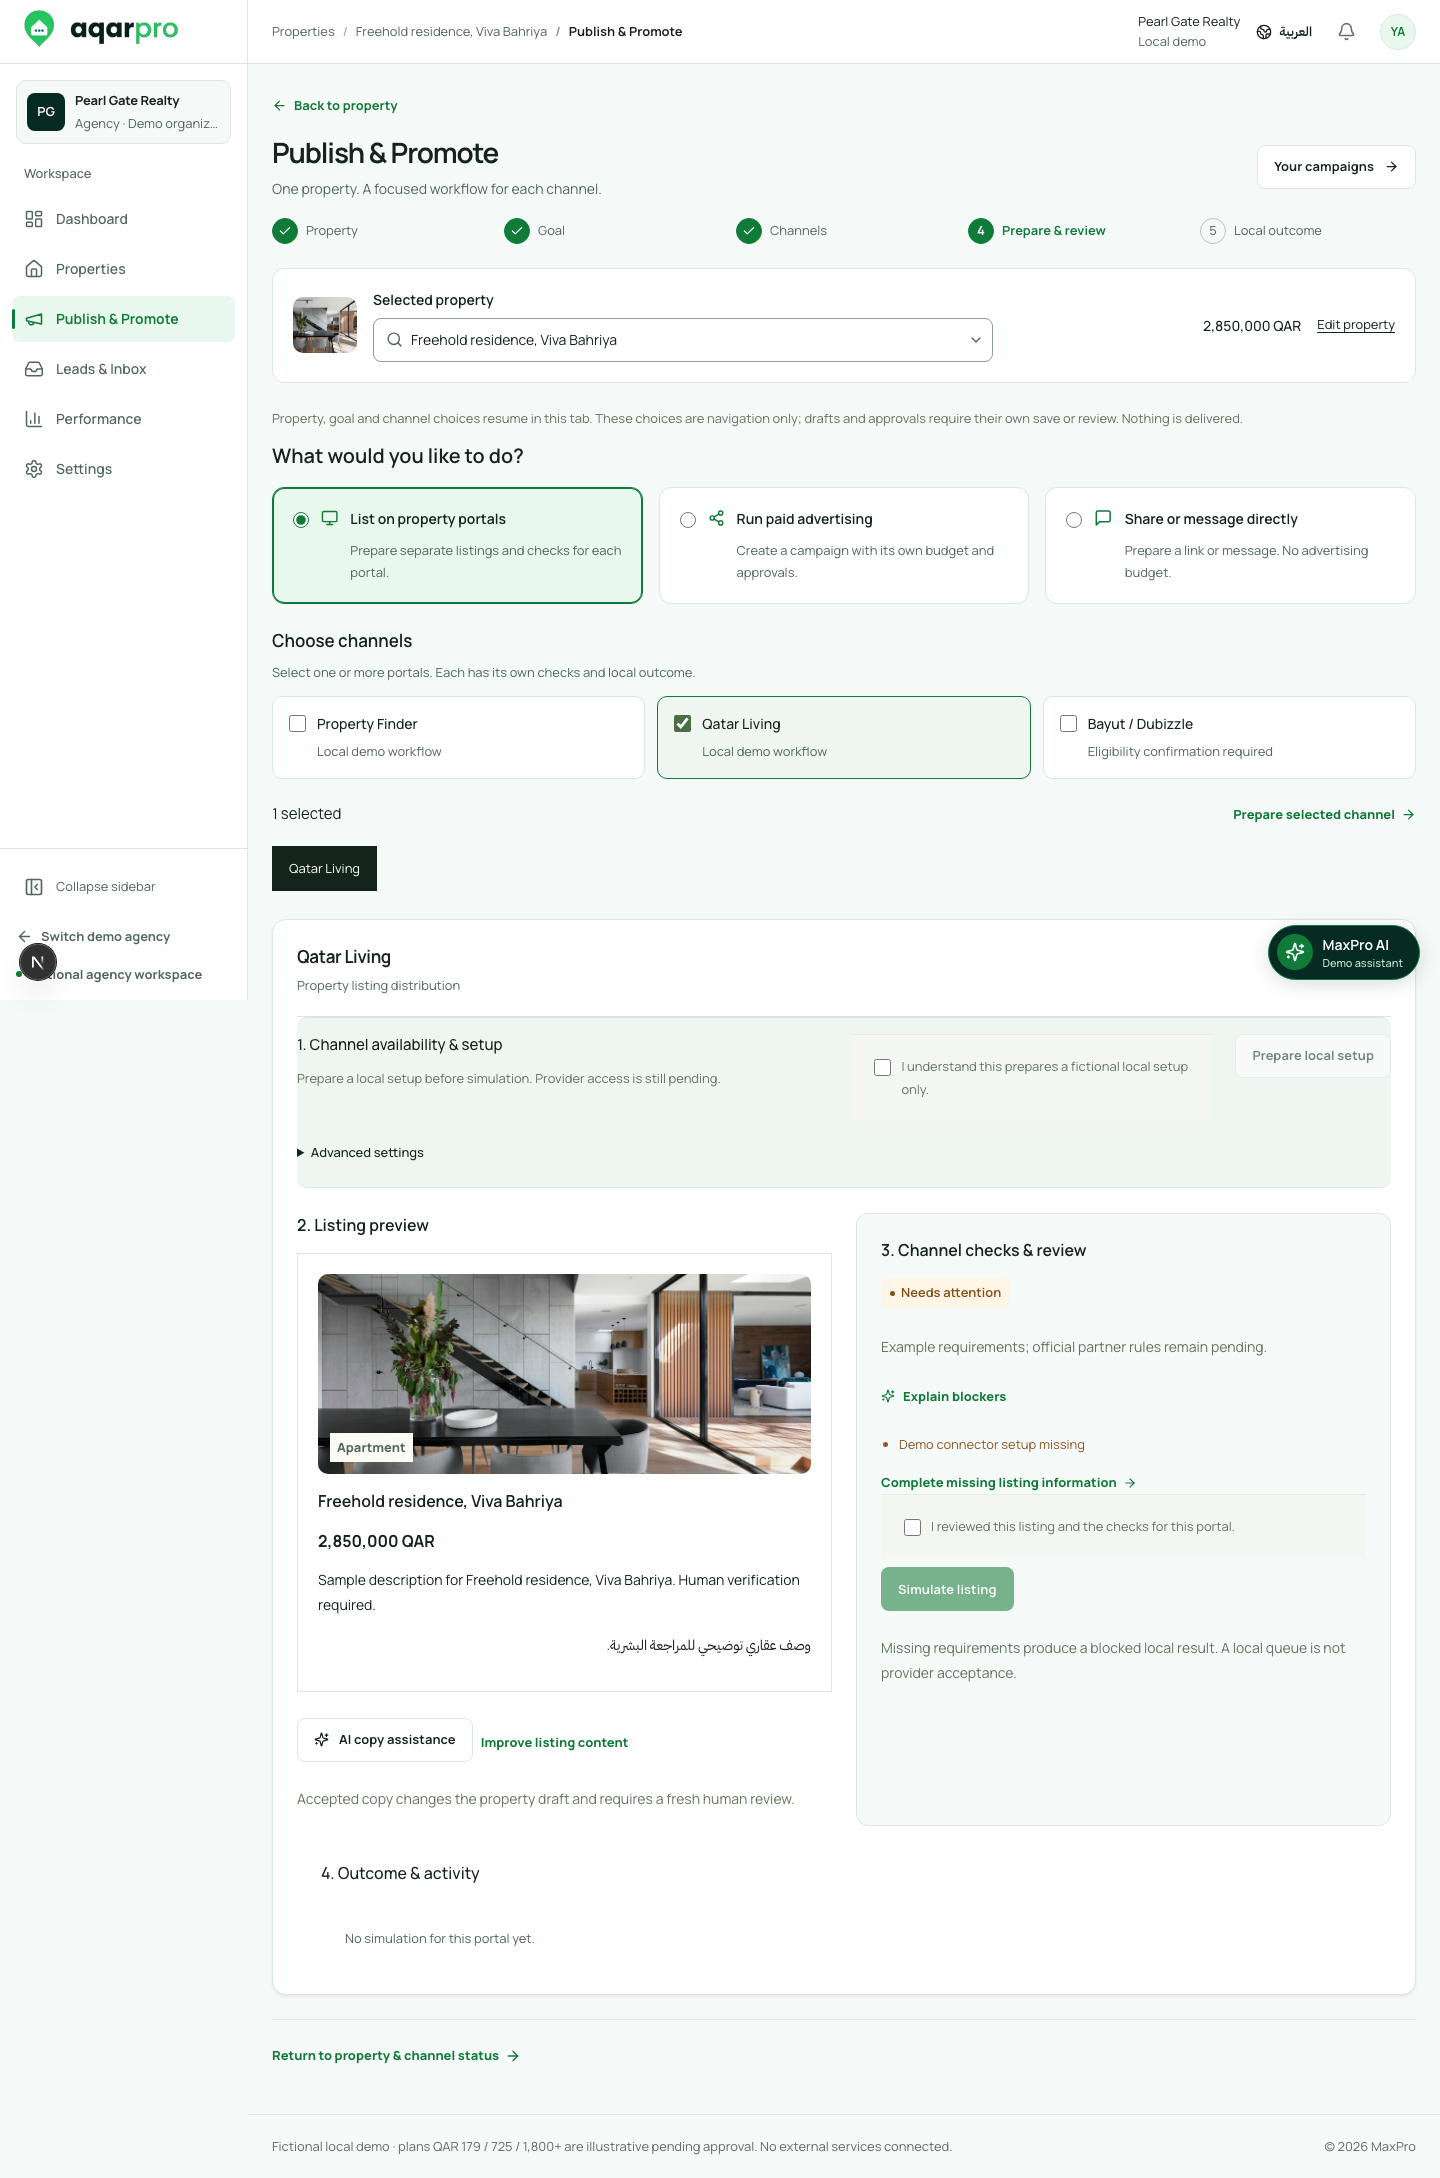 aqarpro
Properties / Freehold residence, Viva Bahriya / Publish & Promote
Pearl Gate Realty
Local demo
العربية
YA
PG
Pearl Gate Realty
Agency · Demo organiz...
Workspace
Dashboard
Properties
Publish & Promote
Leads & Inbox
Performance
Settings
Collapse sidebar
Switch demo agency
N
ional agency workspace
Back to property
Publish & Promote
One property. A focused workflow for each channel.
Your campaigns
Property
Goal
Channels
4 Prepare & review
5 Local outcome
Selected property
Freehold residence, Viva Bahriya
2,850,000 QAR
Edit property
Property, goal and channel choices resume in this tab. These choices are navigation only; drafts and approvals require their own save or review. Nothing is delivered.
What would you like to do?
List on property portals
Prepare separate listings and checks for each
portal.
Run paid advertising
Create a campaign with its own budget and
approvals.
Share or message directly
Prepare a link or message. No advertising
budget.
Choose channels
Select one or more portals. Each has its own checks and local outcome.
Property Finder
Local demo workflow
Qatar Living
Local demo workflow
Bayut / Dubizzle
Eligibility confirmation required
1 selected
Prepare selected channel
Qatar Living
Qatar Living
Property listing distribution
MaxPro AI
Demo assistant
1. Channel availability & setup
Prepare a local setup before simulation. Provider access is still pending.
I understand this prepares a fictional local setup
only.
Prepare local setup
Advanced settings
2. Listing preview
Apartment
Freehold residence, Viva Bahriya
2,850,000 QAR
Sample description for Freehold residence, Viva Bahriya. Human verification
required.
وصف عقاري توضيحي للمراجعة البشرية.
AI copy assistance
Improve listing content
Accepted copy changes the property draft and requires a fresh human review.
3. Channel checks & review
Needs attention
Example requirements; official partner rules remain pending.
Explain blockers
Demo connector setup missing
Complete missing listing information
I reviewed this listing and the checks for this portal.
Simulate listing
Missing requirements produce a blocked local result. A local queue is not
provider acceptance.
4. Outcome & activity
No simulation for this portal yet.
Return to property & channel status
Fictional local demo · plans QAR 179 / 725 / 1,800+ are illustrative pending approval. No external services connected.
© 2026 MaxPro